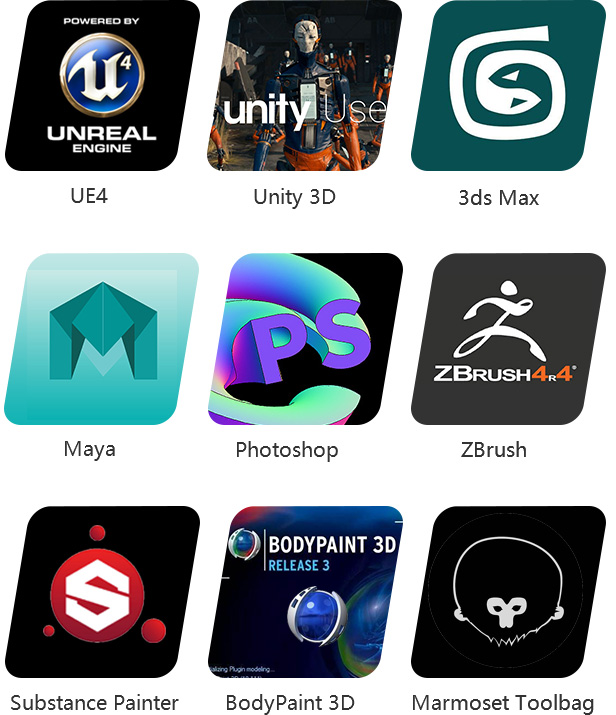 POWERED BY
U4
UNREAL
ENGINE
UE4
unity Use
Unity 3D
3ds Max
Maya
PS
Photoshop
ZBRUSH4R4®
ZBrush
S
Substance Painter
BODYPAINT 3D
RELEASE 3
alizing Plugin modeling...
BodyPaint 3D
Marmoset Toolbag